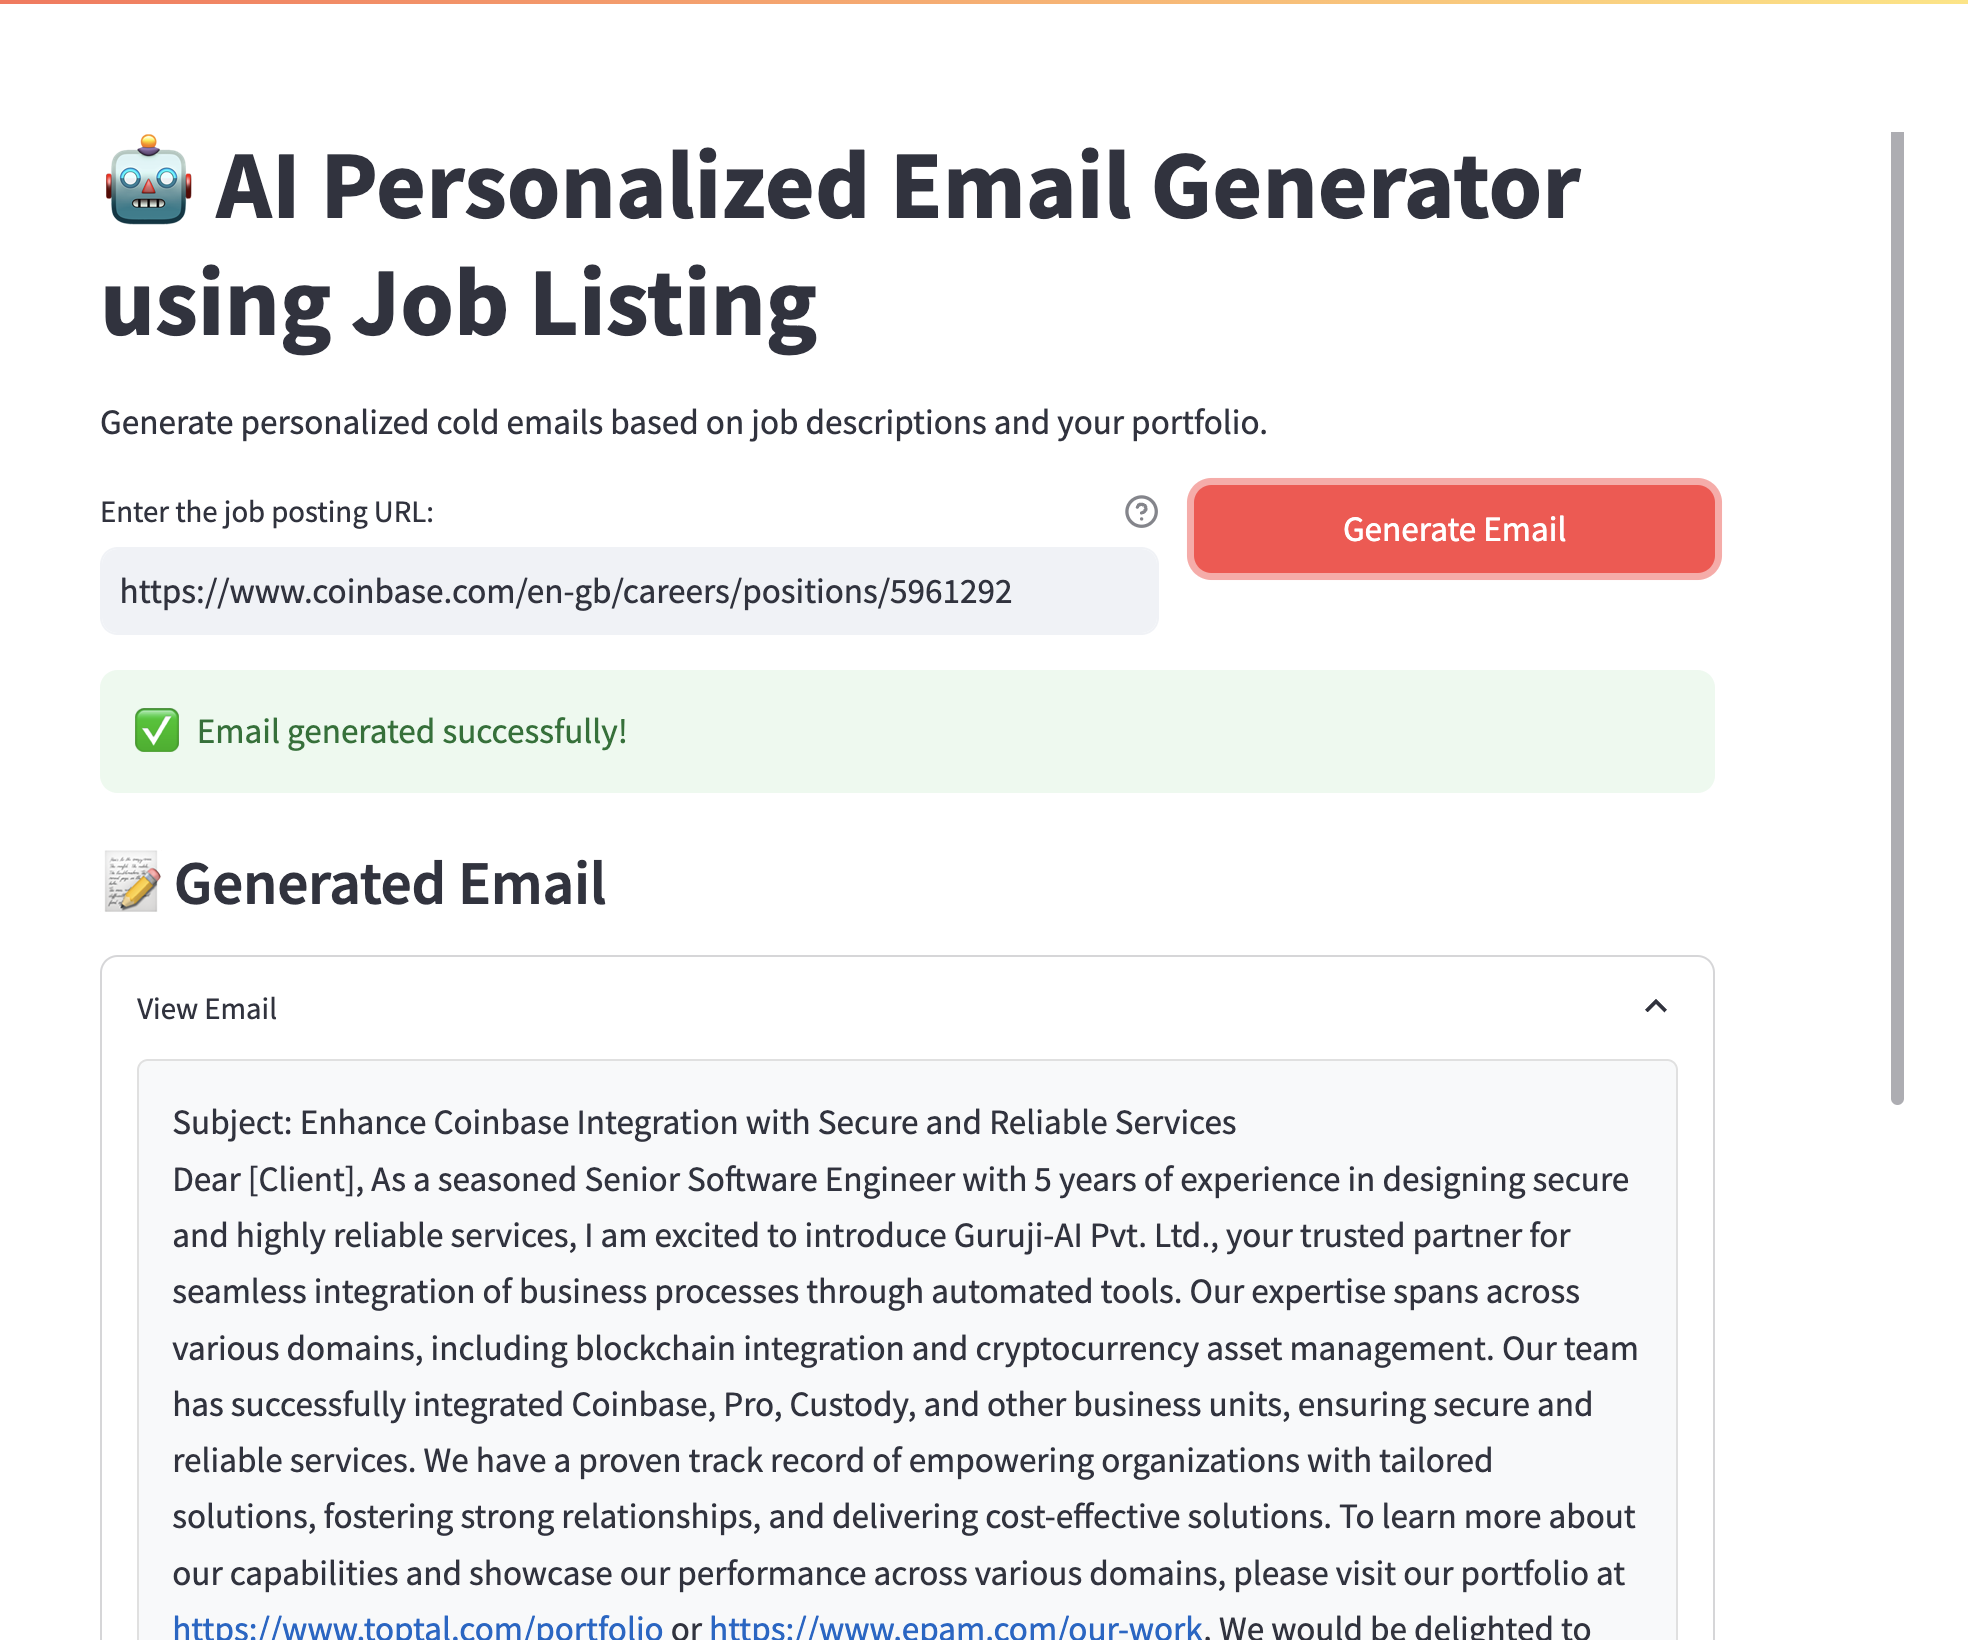 AI Personalized Email Generator
using Job Listing
Generate personalized cold emails based on job descriptions and your portfolio.
Enter the job posting URL:
Generate Email
https://www.coinbase.com/en-gb/careers/positions/5961292
Email generated successfully!
Generated Email
View Email
Subject: Enhance Coinbase Integration with Secure and Reliable Services
Dear [Client], As a seasoned Senior Software Engineer with 5 years of experience in designing secure
and highly reliable services, I am excited to introduce Guruji-AI Pvt. Ltd., your trusted partner for
seamless integration of business processes through automated tools. Our expertise spans across
various domains, including blockchain integration and cryptocurrency asset management. Our team
has successfully integrated Coinbase, Pro, Custody, and other business units, ensuring secure and
reliable services. We have a proven track record of empowering organizations with tailored
solutions, fostering strong relationships, and delivering cost-effective solutions. To learn more about
our capabilities and showcase our performance across various domains, please visit our portfolio at
https://www.toptal.com/portfolio or https://www.epam.com/our-work. We would be delighted to